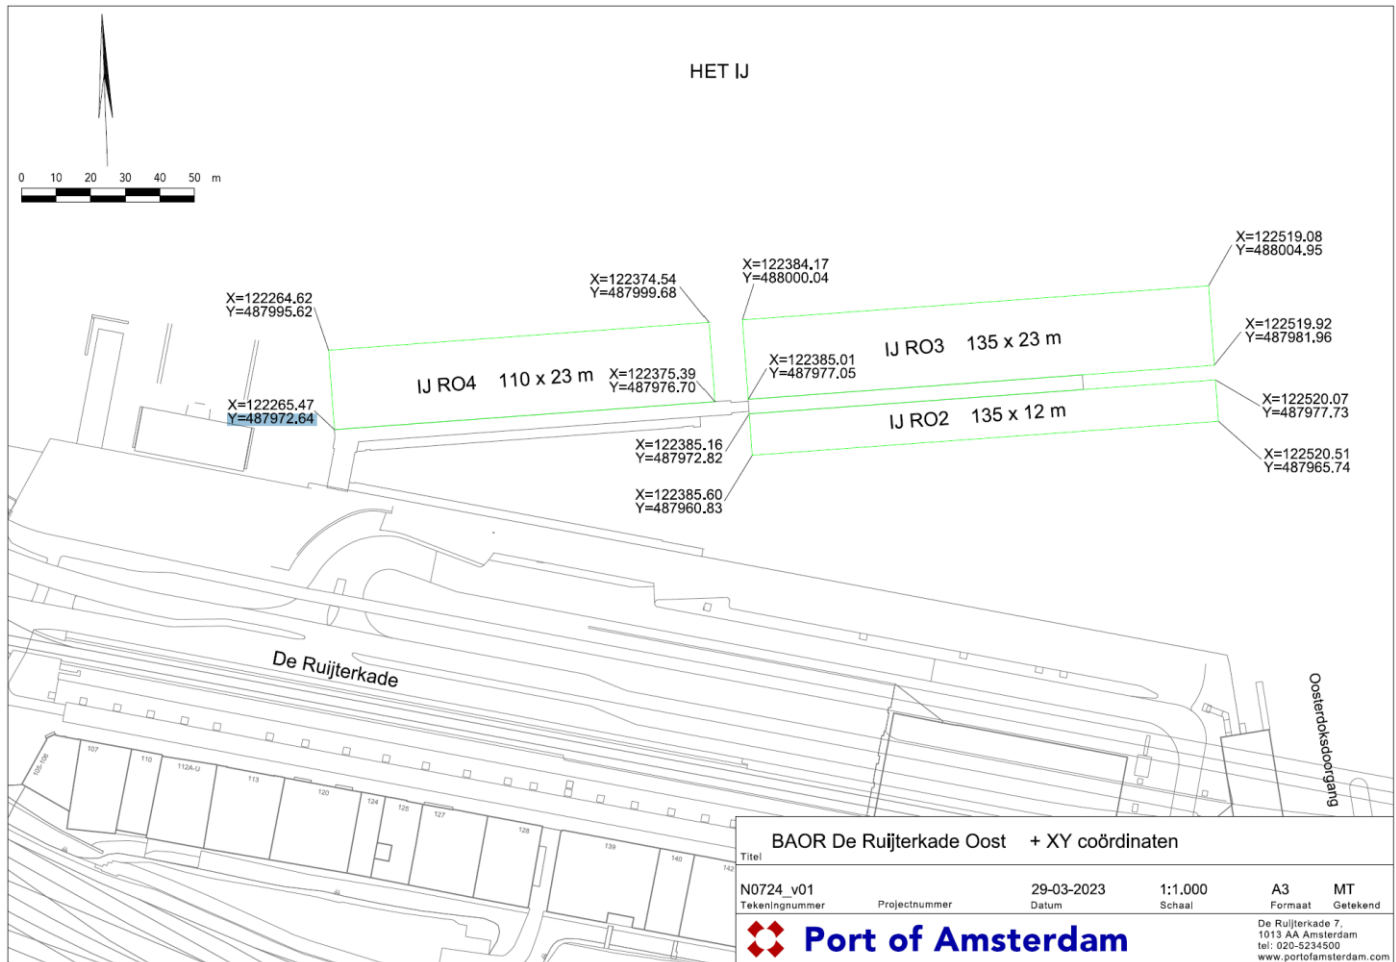 HET IJ
0 10 20 30 40 50 m
X=122519.08
Y=488004.95
X=122384.17
Y=488000.04
X=122374.54
Y=487999.68
X=122264.62
Y=487995.62
X=122519.92
Y=487981.96
IJ RO3 135 x 23 m
X=122385.01
Y=487977.05
IJ RO4 110 x 23 m
X=122375.39
Y=487976.70
X=122265.47
Y=487972.64
X=122520.07
Y=487977.73
IJ RO2 135 x 12 m
X=122385.16
Y=487972.82
X=122520.51
Y=487965.74
X=122385.60
Y=487960.83
De Ruijterkade
Oosterdoksdoorgang
105-106
107
110
112A-U
113
120
124
125
127
128
139
140
142
BAOR De Ruijterkade Oost + XY coördinaten
Titel
N0724_v01 29-03-2023 1:1.000 A3 MT
Tekeningnummer Projectnummer Datum Schaal Formaat Getekend
Port of Amsterdam
De Ruijterkade 7,
1013 AA Amsterdam
tel: 020-5234500
www.portofamsterdam.com